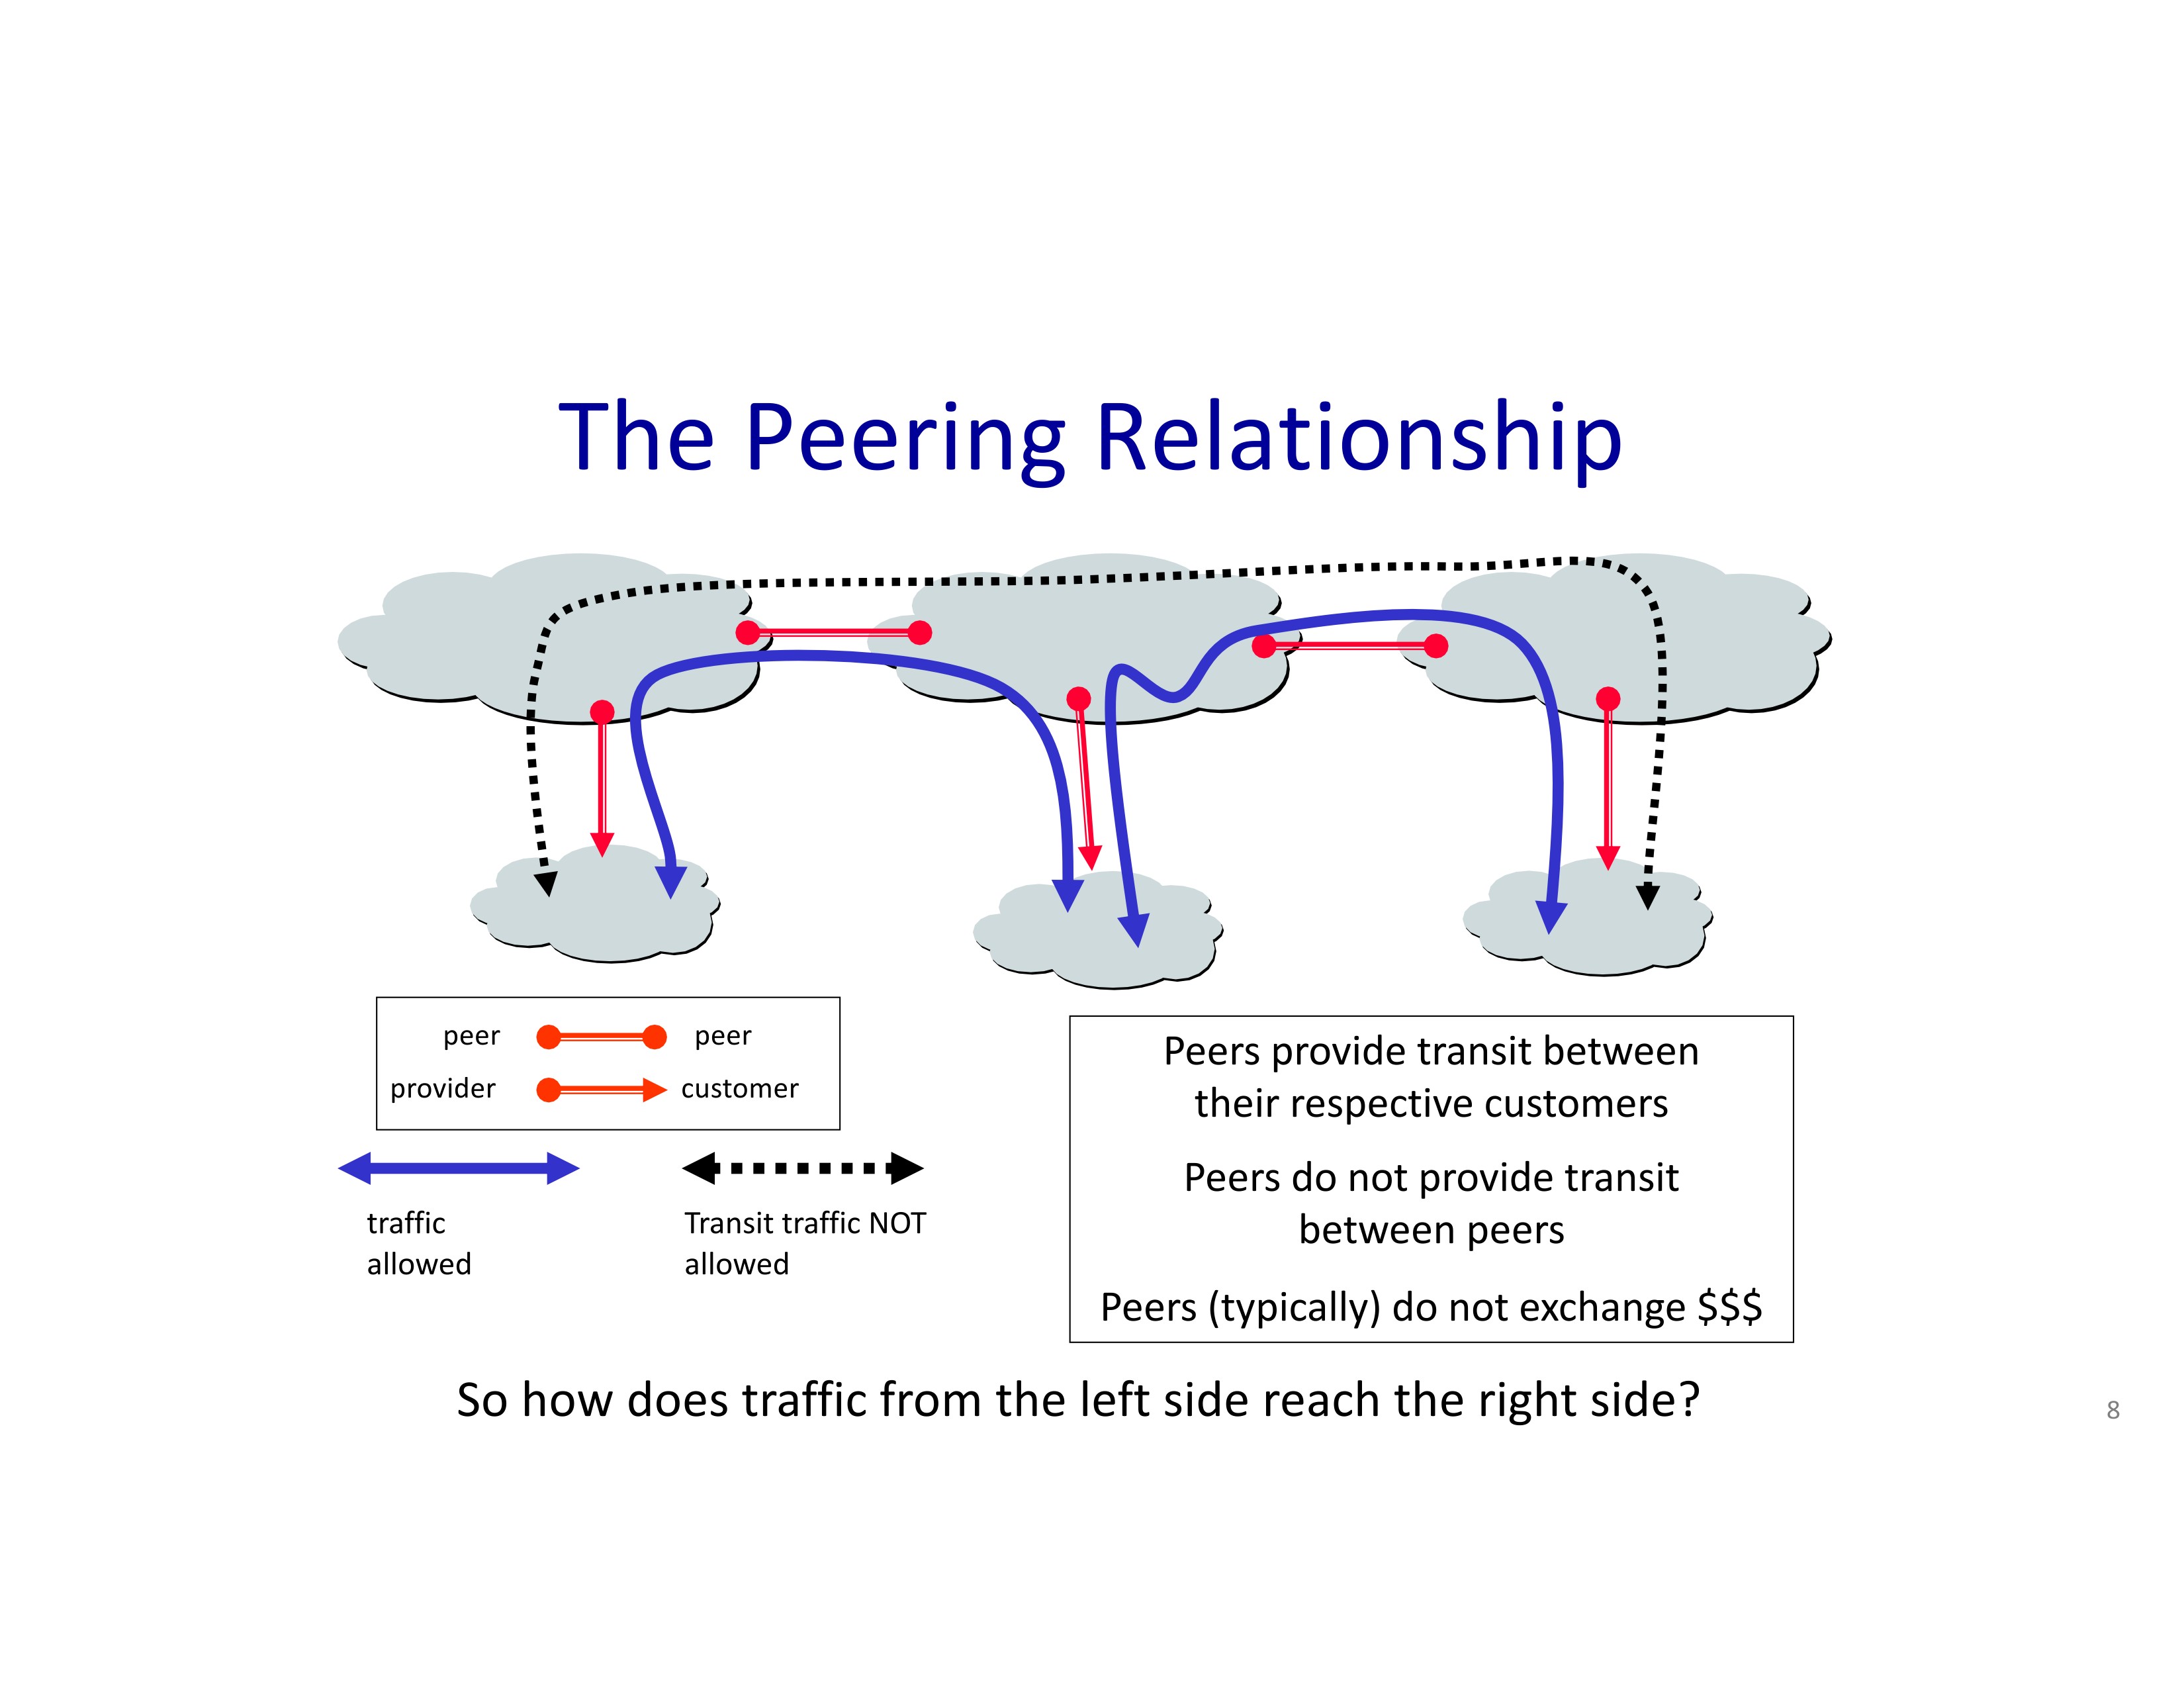 The Peering Relationship
peer peer
provider customer
traffic
allowed
Transit traffic NOT
allowed
Peers provide transit between
their respective customers
Peers do not provide transit
between peers
Peers (typically) do not exchange $$$
So how does traffic from the left side reach the right side?
8